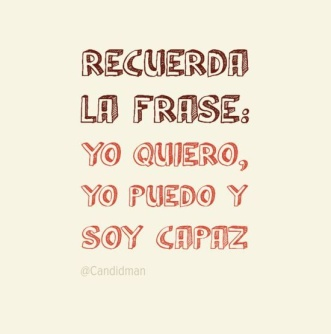 RECUERDA
LA FRASE:
YO QUIERO,
YO PUEDO Y
SOY CAPAZ
@Candidman